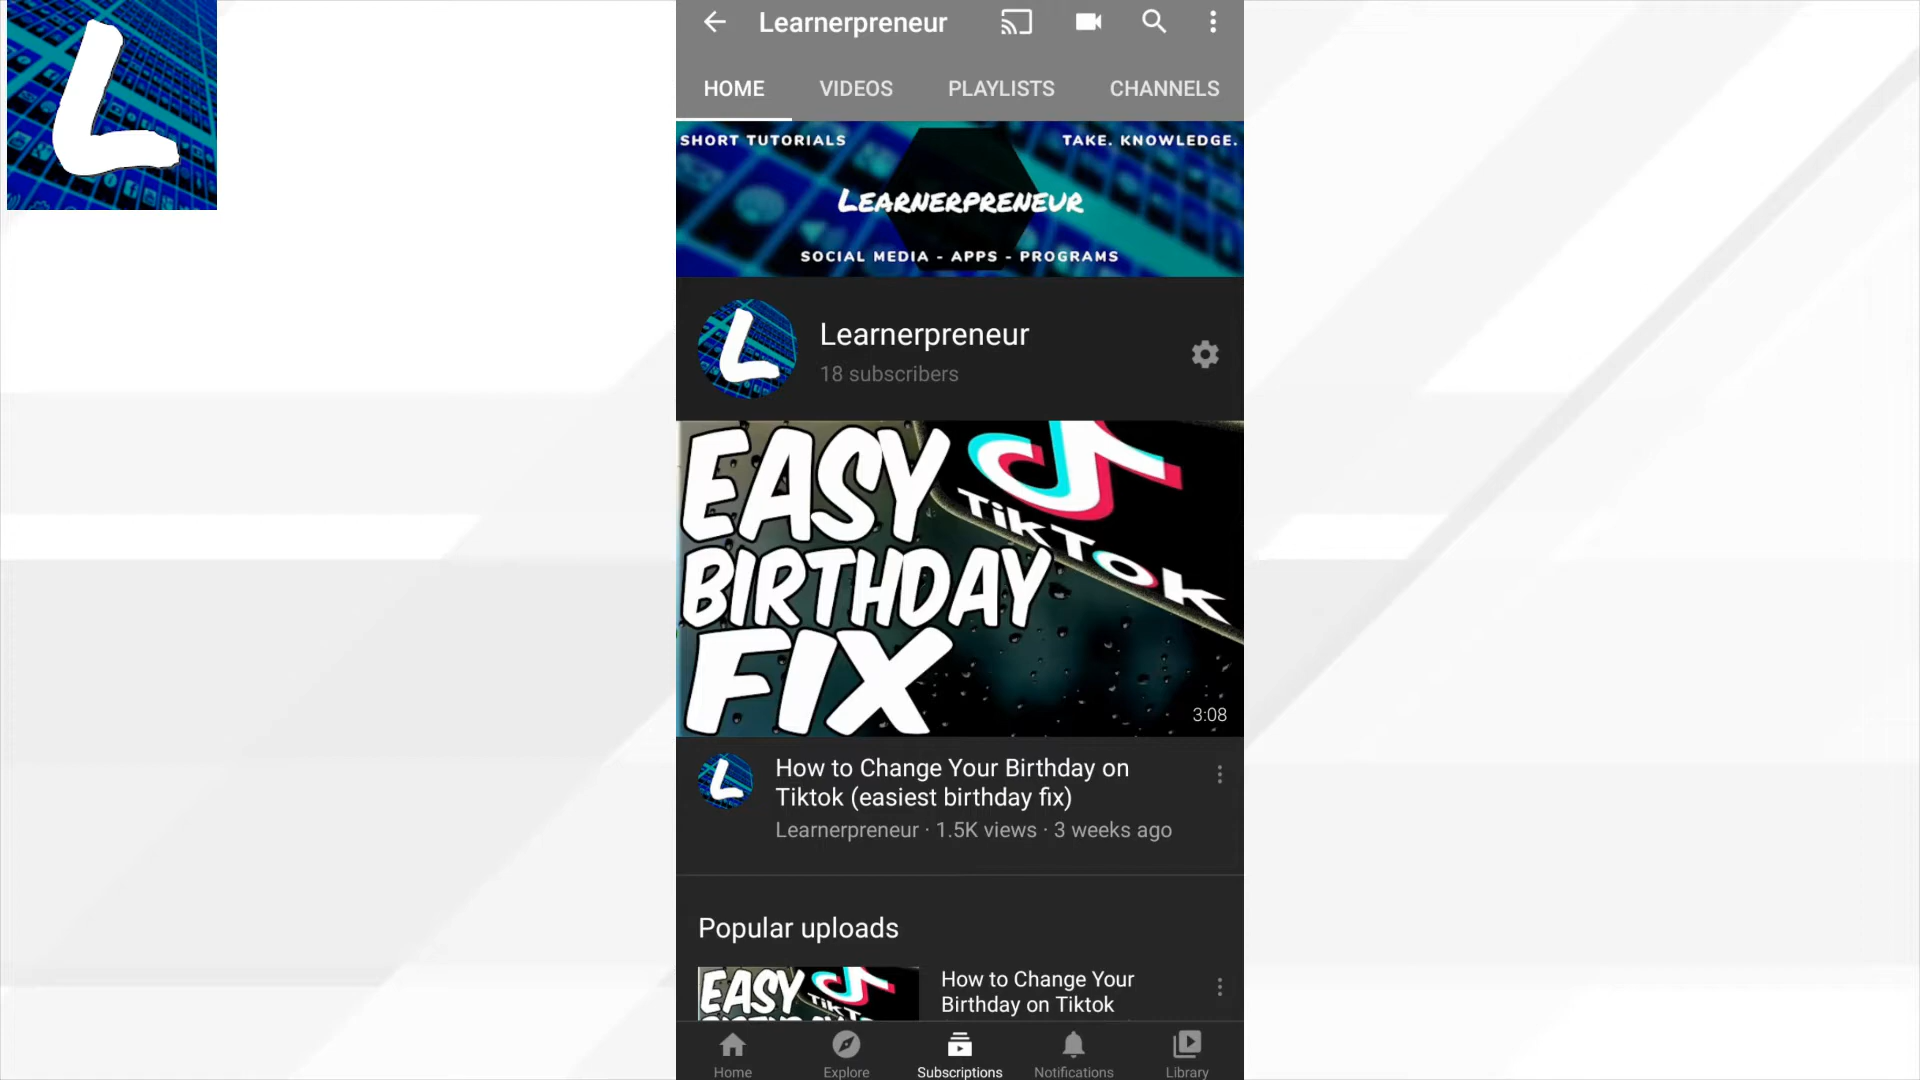 L
Learnerpreneur
HOME VIDEOS PLAYLISTS CHANNELS
SHORT TUTORIALS TAKE. KNOWLEDGE.
LEARNERPRENEUR
SOCIAL MEDIA - APPS - PROGRAMS
L
Learnerpreneur
18 subscribers
EASY
BIRTHDAY
FIX
TikTok
3:08
L
How to Change Your Birthday on
Tiktok (easiest birthday fix)
Learnerpreneur · 1.5K views · 3 weeks ago
Popular uploads
EASY
TikTo
How to Change Your
Birthday on Tiktok
Home Explore Subscriptions Notifications Library